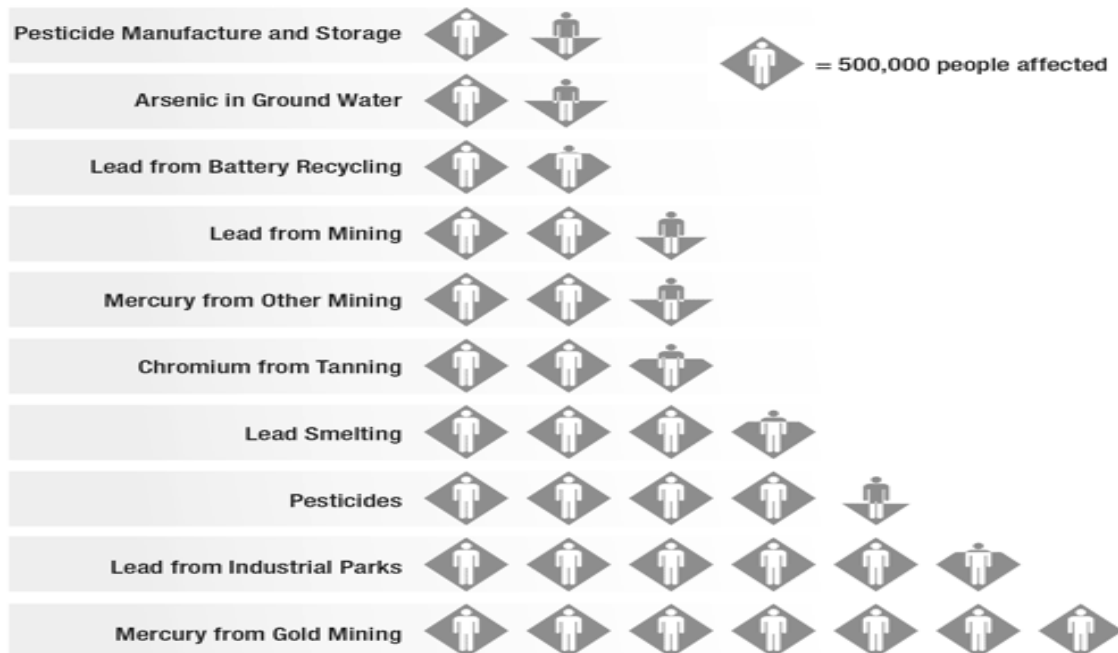 Pesticide Manufacture and Storage
= 500,000 people affected
Arsenic in Ground Water
Lead from Battery Recycling
Lead from Mining
Mercury from Other Mining
Chromium from Tanning
Lead Smelting
Pesticides
Lead from Industrial Parks
Mercury from Gold Mining